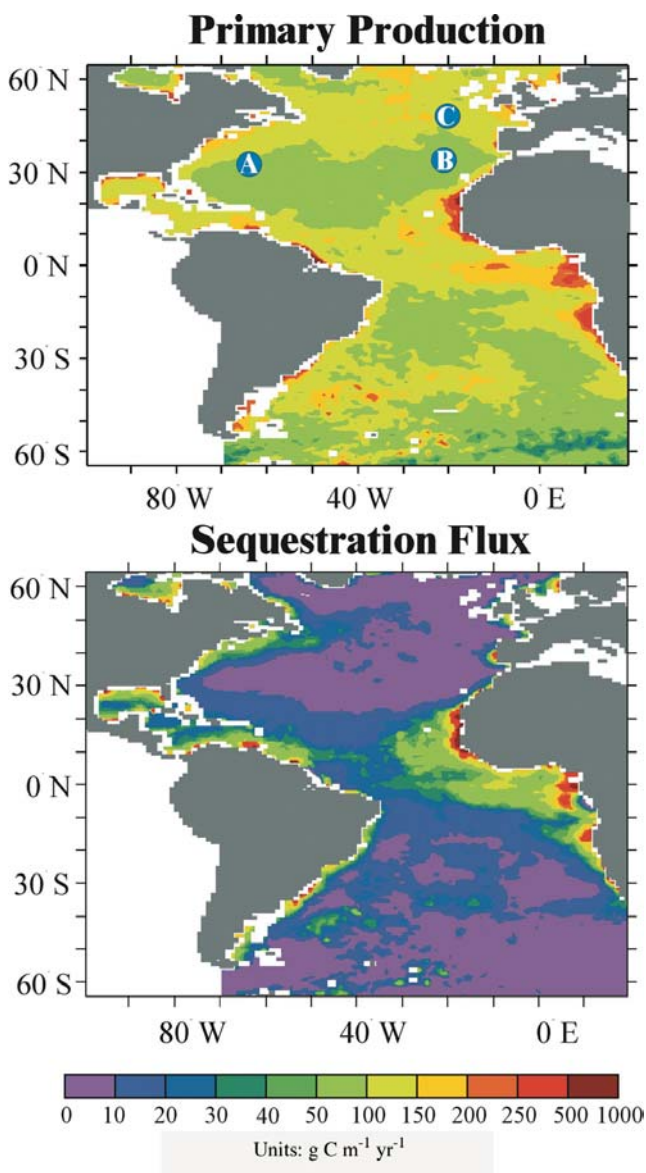 Primary Production
60° N
C
A
B
30° N
0° N
30° S
60° S
80° W 40° W 0° E
Sequestration Flux
60° N
30° N
0° N
30° S
60° S
80° W 40° W 0° E
0 10 20 30 40 50 100 150 200 250 500 1000
Units: g C m⁻¹ yr⁻¹